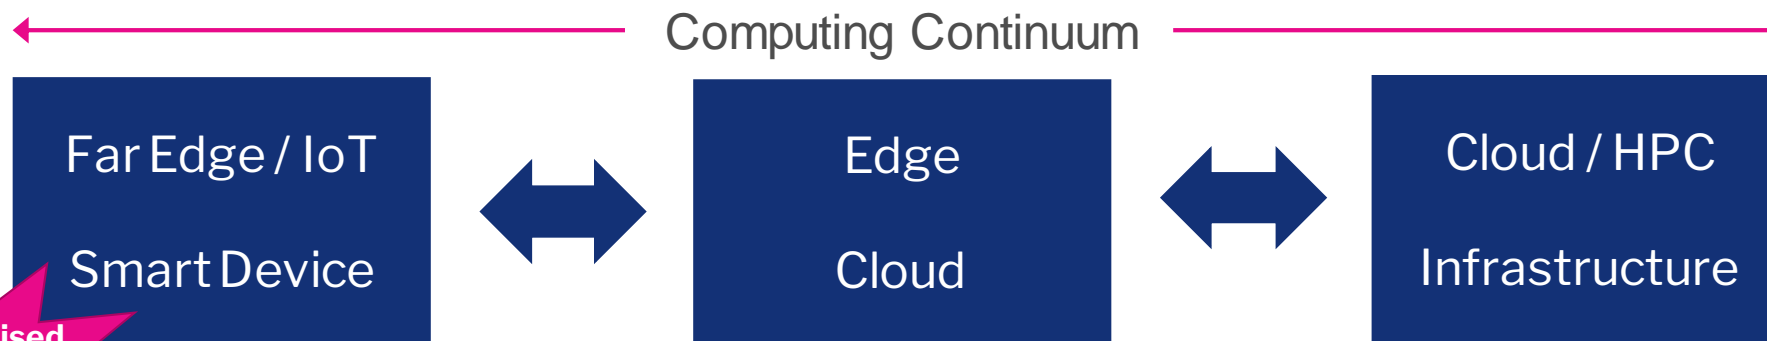 Computing Continuum
Far Edge / IoT
Smart Device
Edge
Cloud
Cloud / HPC
Infrastructure